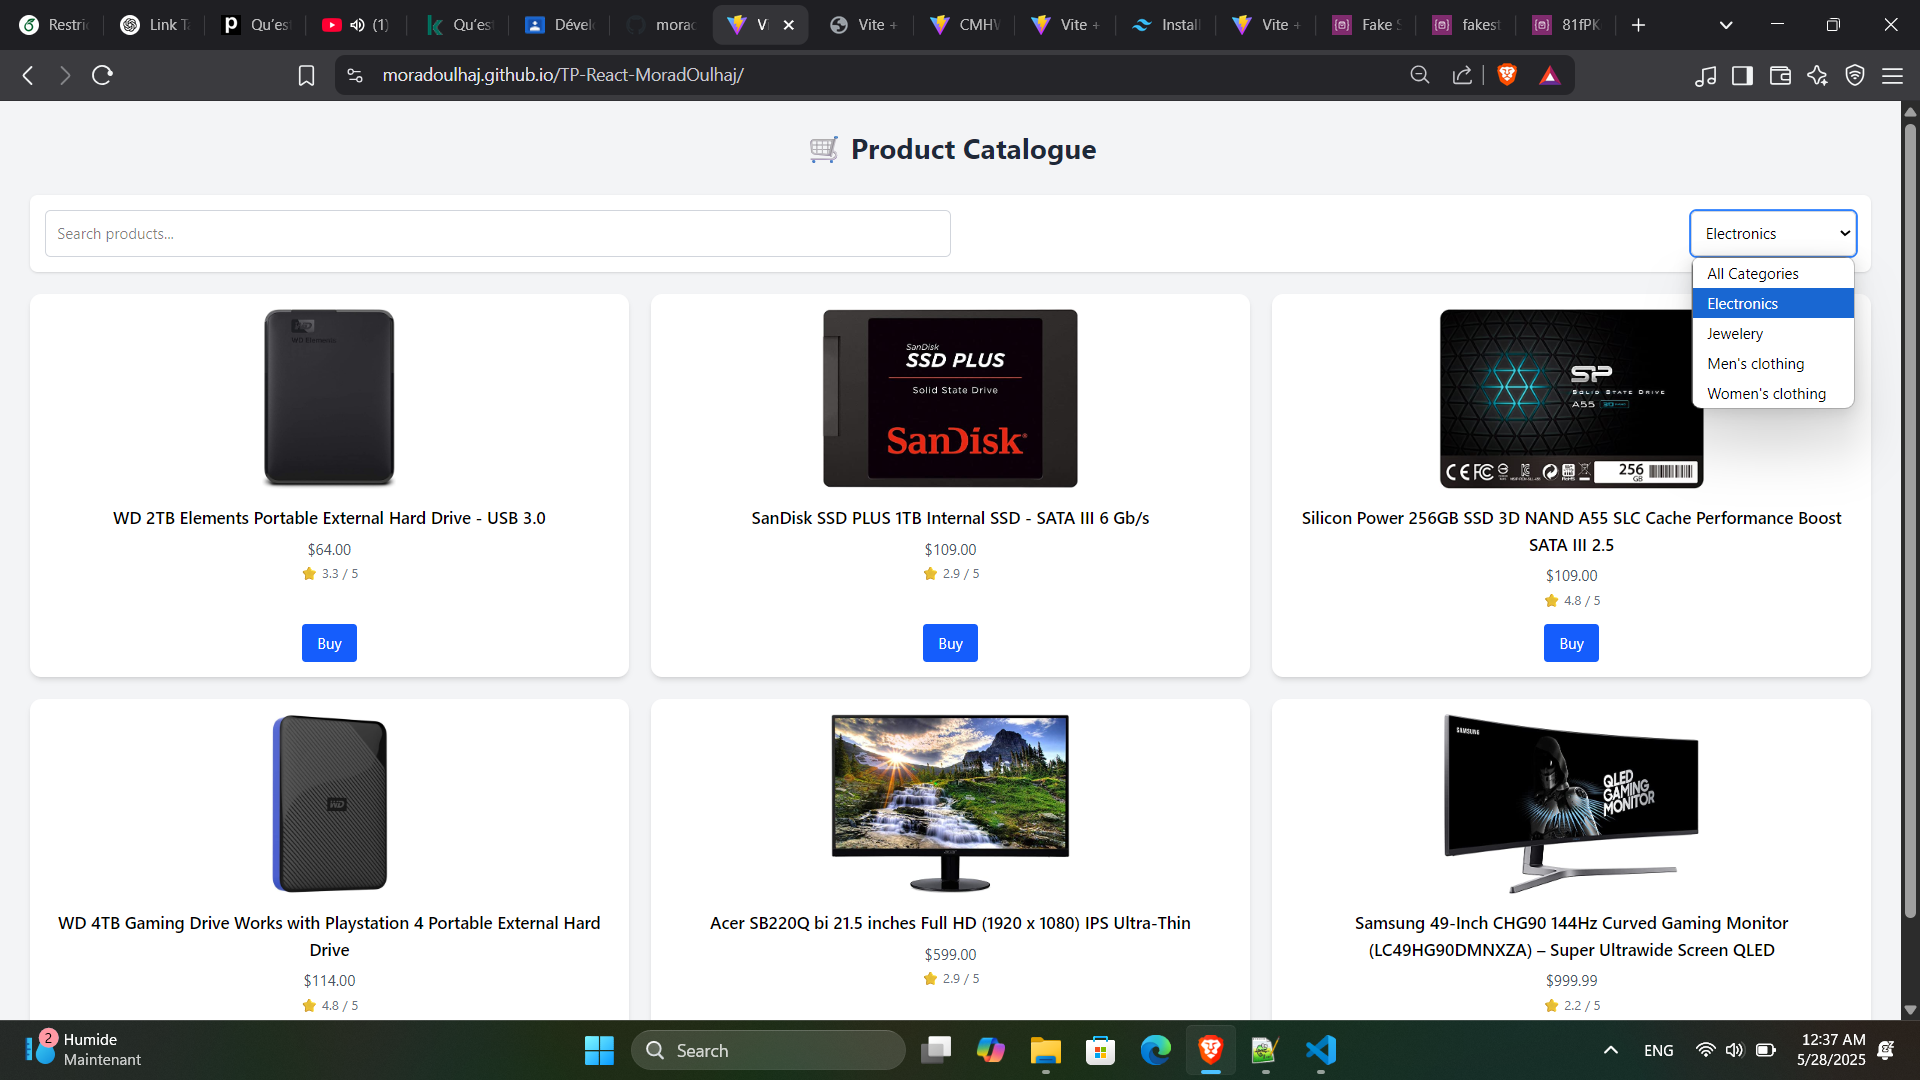 Restri
Link Ta
Qu'est
(1)
Qu'est
Dével
morad
Vi
Vite +
CMHV
Vite +
Install
Vite +
Fake S
fakest
81fPK
moradoulhaj.github.io/TP-React-MoradOulhaj/
Product Catalogue
Search products...
Electronics
All Categories
Electronics
Jewelery
Men's clothing
Women's clothing
WD
WD Elements
SanDisk
SSD PLUS
Solid State Drive
SanDisk
SP
SOLID STATE DRIVE
A55
256
GB
WD 2TB Elements Portable External Hard Drive - USB 3.0
$64.00
3.3 / 5
Buy
SanDisk SSD PLUS 1TB Internal SSD - SATA III 6 Gb/s
$109.00
2.9 / 5
Buy
Silicon Power 256GB SSD 3D NAND A55 SLC Cache Performance Boost
SATA III 2.5
$109.00
4.8 / 5
Buy
WD
acer
SAMSUNG
QLED
GAMING
MONITOR
WD 4TB Gaming Drive Works with Playstation 4 Portable External Hard
Drive
$114.00
4.8 / 5
Acer SB220Q bi 21.5 inches Full HD (1920 x 1080) IPS Ultra-Thin
$599.00
2.9 / 5
Samsung 49-Inch CHG90 144Hz Curved Gaming Monitor
(LC49HG90DMNXZA) – Super Ultrawide Screen QLED
$999.99
2.2 / 5
2
Humide
Maintenant
Search
ENG
12:37 AM
5/28/2025